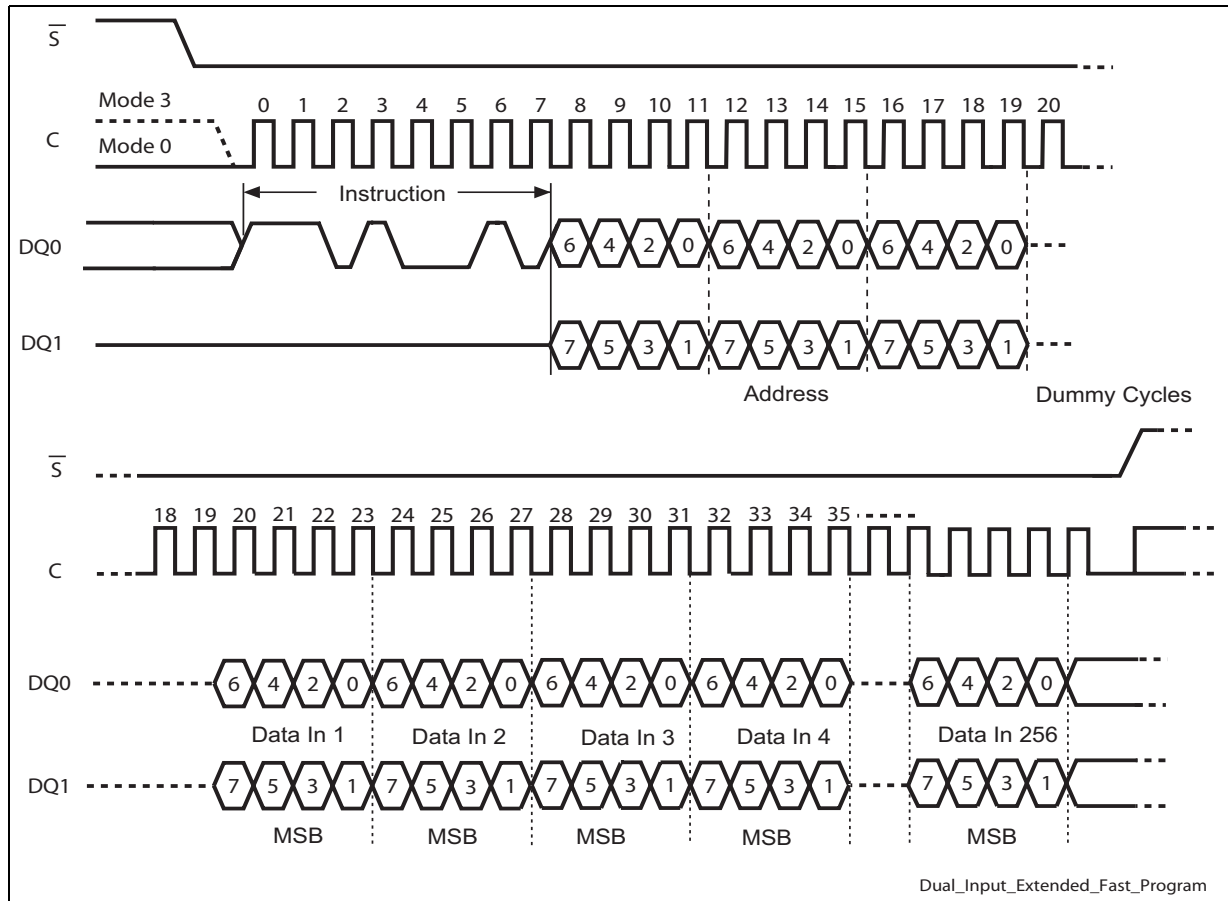 S
Mode 3
0 1 2 3 4 5 6 7 8 9 10 11 12 13 14 15 16 17 18 19 20
C
Mode 0
Instruction
DQ0
6 4 2 0 6 4 2 0 6 4 2 0
DQ1
7 5 3 1 7 5 3 1 7 5 3 1
Address
Dummy Cycles
S
18 19 20 21 22 23 24 25 26 27 28 29 30 31 32 33 34 35
C
DQ0
6 4 2 0 6 4 2 0 6 4 2 0 6 4 2 0 6 4 2 0
Data In 1 Data In 2 Data In 3 Data In 4 Data In 256
DQ1
7 5 3 1 7 5 3 1 7 5 3 1 7 5 3 1 7 5 3 1
MSB MSB MSB MSB MSB
Dual_Input_Extended_Fast_Program